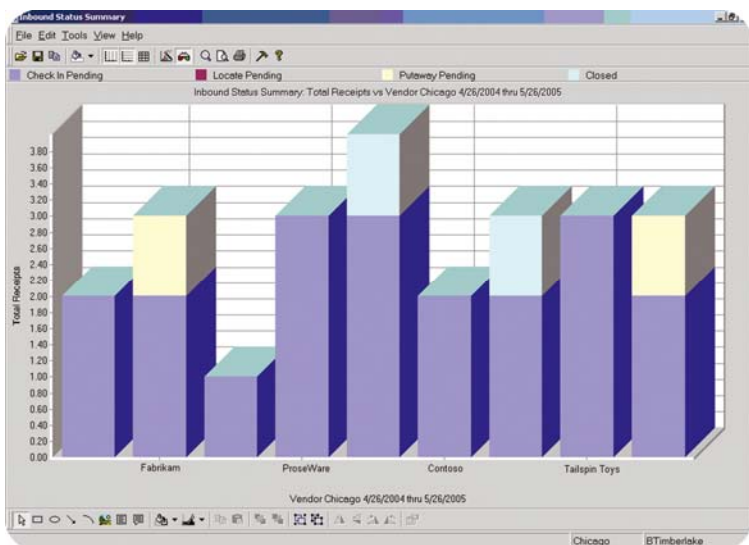 Inbound Status Summary
File Edit Tools View Help
Check In Pending Locate Pending Putaway Pending Closed
Inbound Status Summary: Total Receipts vs Vendor Chicago 4/26/2004 thru 5/26/2005
3.80
3.60
3.40
3.20
3.00
2.80
2.60
2.40
2.20
2.00
1.80
1.60
1.40
1.20
1.00
0.80
0.60
0.40
0.20
0.00
Total Receipts
Fabrikam ProseWare Contoso Tailspin Toys
Vendor Chicago 4/26/2004 thru 5/26/2005
Chicago BTimberlake